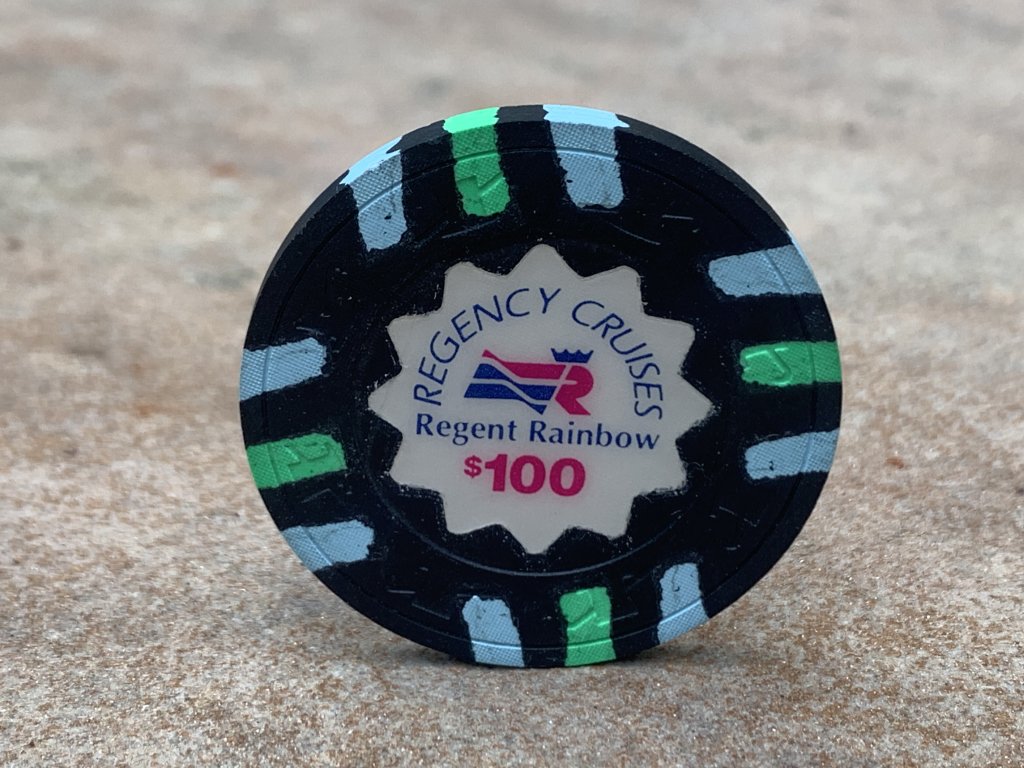 REGENCY CRUISES
R
Regent Rainbow
$100